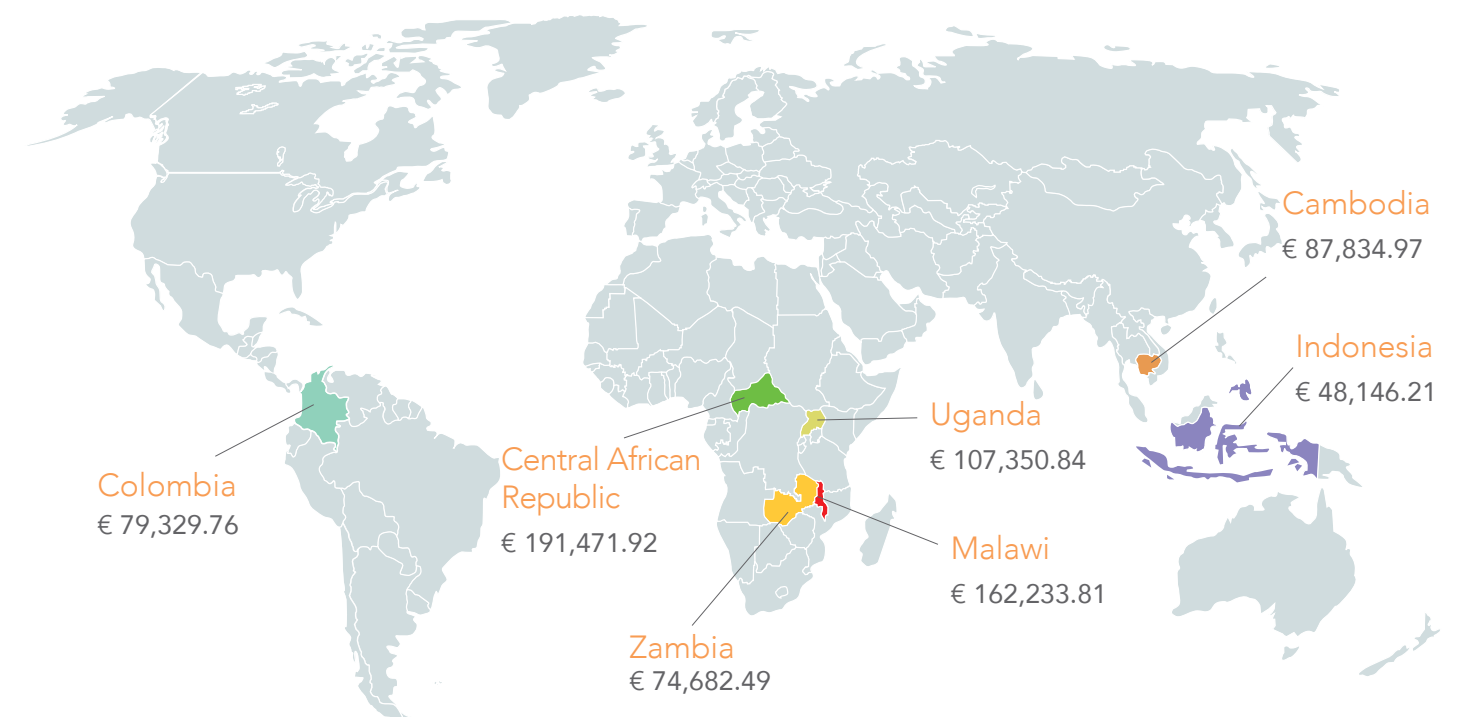 Cambodia
€ 87,834.97
Indonesia
€ 48,146.21
Uganda
€ 107,350.84
Central African
Republic
€ 191,471.92
Colombia
€ 79,329.76
Malawi
€ 162,233.81
Zambia
€ 74,682.49